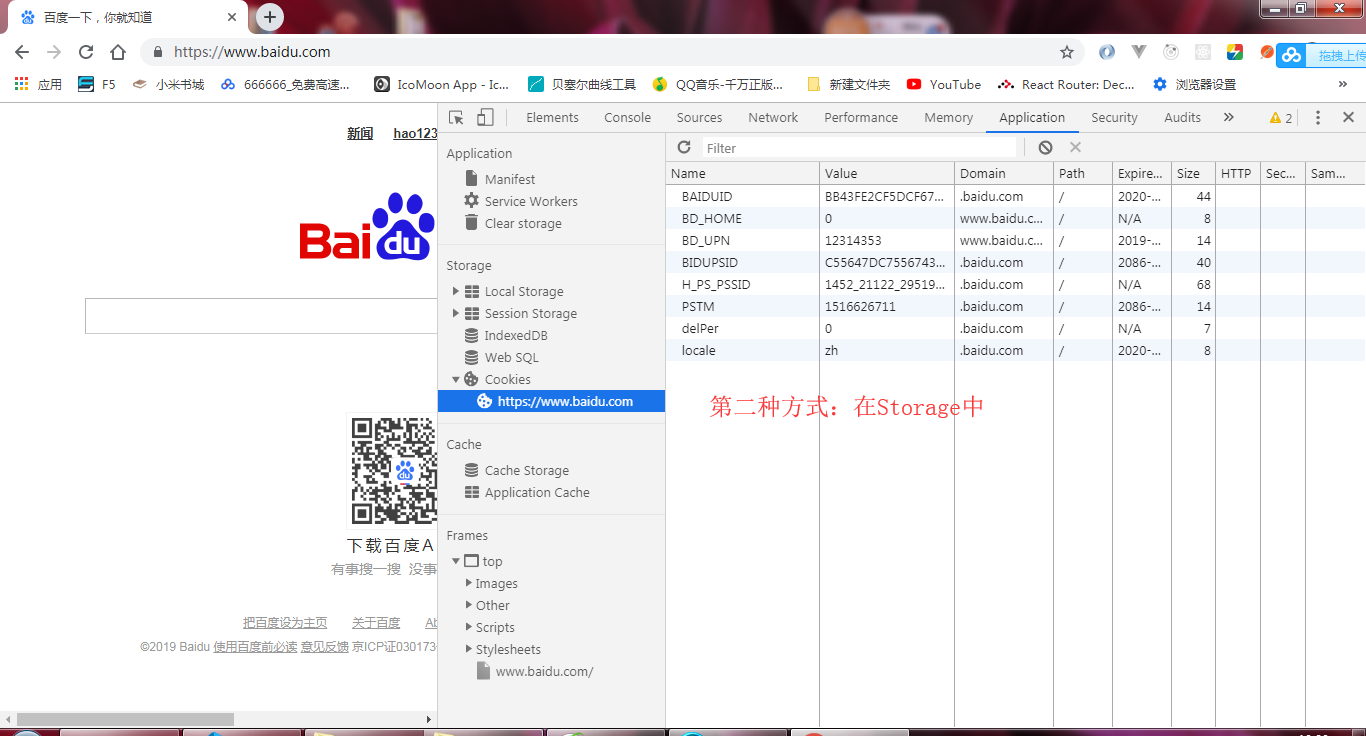 百度一下，你就知道
https://www.baidu.com
拖拽上传
应用 F5 小米书城 666666_免费高速... IcoMoon App - Ic... 贝塞尔曲线工具 QQ音乐-千万正版... 新建文件夹 YouTube React Router: Dec... 浏览器设置 »
新闻 hao123
Baidu
下载百度A
有事搜一搜 没事
把百度设为主页 关于百度 Ab
©2019 Baidu 使用百度前必读 意见反馈 京ICP证030173
Elements Console Sources Network Performance Memory Application Security Audits » 2
Application
Manifest
Service Workers
Clear storage
Storage
Local Storage
Session Storage
IndexedDB
Web SQL
Cookies
https://www.baidu.com
Cache
Cache Storage
Application Cache
Frames
top
Images
Other
Scripts
Stylesheets
www.baidu.com/
Filter
Name Value Domain Path Expire... Size HTTP Sec... Sam...
BAIDUID BB43FE2CF5DCF67... .baidu.com / 2020-... 44
BD_HOME 0 www.baidu.c... / N/A 8
BD_UPN 12314353 www.baidu.c... / 2019-... 14
BIDUPSID C55647DC7556743... .baidu.com / 2086-... 40
H_PS_PSSID 1452_21122_29519... .baidu.com / N/A 68
PSTM 1516626711 .baidu.com / 2086-... 14
delPer 0 .baidu.com / N/A 7
locale zh .baidu.com / 2020-... 8
第二种方式：在Storage中